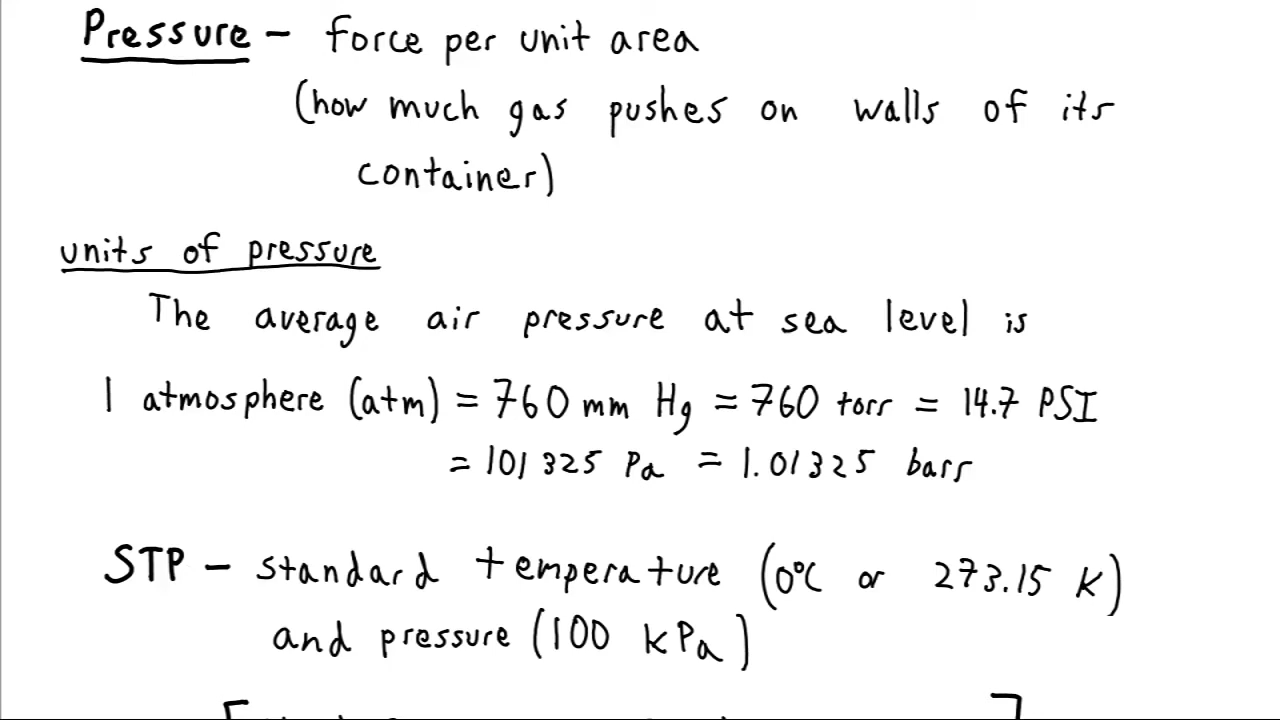 Pressure – force per unit area
(how much gas pushes on walls of its
container)
units of pressure
The average air pressure at sea level is
1 atmosphere (atm) = 760 mm Hg = 760 torr = 14.7 PSI
= 101 325 Pa = 1.01325 bars
STP – standard temperature (0°C or 273.15 K)
and pressure (100 kPa)